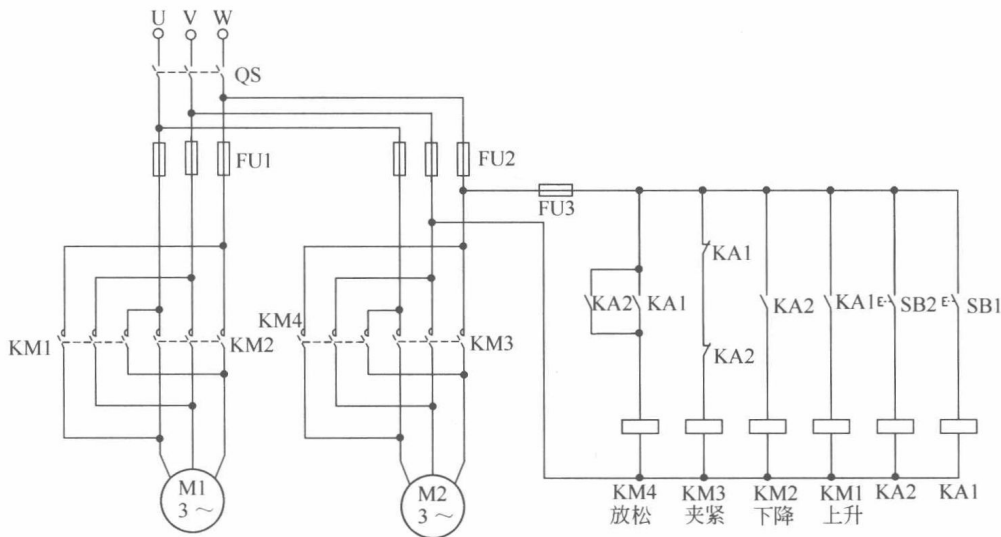 U V W
QS
FU1
FU2
FU3
KA1
KA2 KA1 KA2 KA1 SB2 SB1
KM1 KM2 KM4 KM3
KA2
M1
3～
M2
3～
KM4 KM3 KM2 KM1 KA2 KA1
放松 夹紧 下降 上升